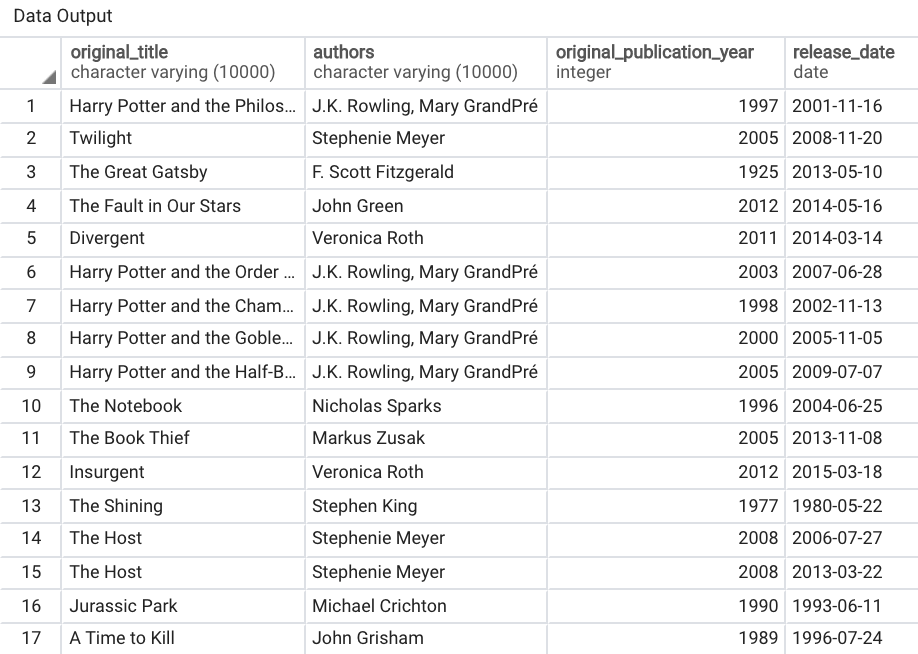 Data Output
original_title authors original_publication_year release_date
character varying (10000) character varying (10000) integer date
1 Harry Potter and the Philos... J.K. Rowling, Mary GrandPré 1997 2001-11-16
2 Twilight Stephenie Meyer 2005 2008-11-20
3 The Great Gatsby F. Scott Fitzgerald 1925 2013-05-10
4 The Fault in Our Stars John Green 2012 2014-05-16
5 Divergent Veronica Roth 2011 2014-03-14
6 Harry Potter and the Order ... J.K. Rowling, Mary GrandPré 2003 2007-06-28
7 Harry Potter and the Cham... J.K. Rowling, Mary GrandPré 1998 2002-11-13
8 Harry Potter and the Goble... J.K. Rowling, Mary GrandPré 2000 2005-11-05
9 Harry Potter and the Half-B... J.K. Rowling, Mary GrandPré 2005 2009-07-07
10 The Notebook Nicholas Sparks 1996 2004-06-25
11 The Book Thief Markus Zusak 2005 2013-11-08
12 Insurgent Veronica Roth 2012 2015-03-18
13 The Shining Stephen King 1977 1980-05-22
14 The Host Stephenie Meyer 2008 2006-07-27
15 The Host Stephenie Meyer 2008 2013-03-22
16 Jurassic Park Michael Crichton 1990 1993-06-11
17 A Time to Kill John Grisham 1989 1996-07-24